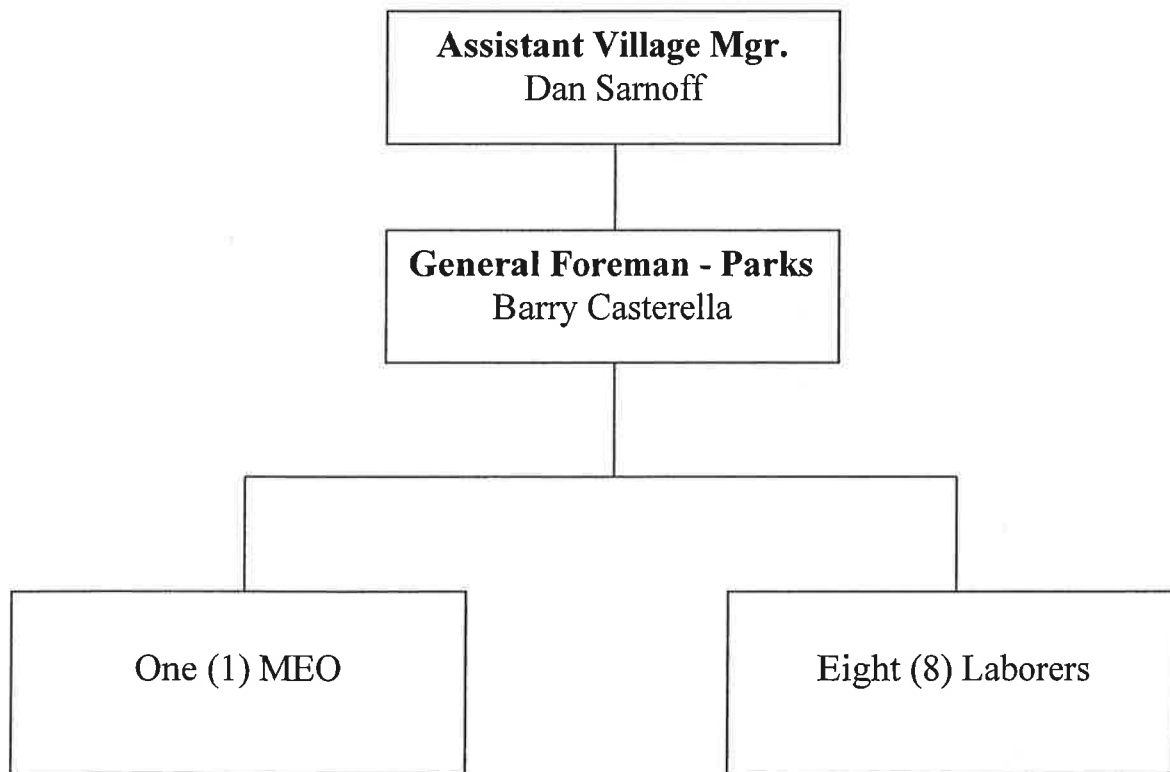 Assistant Village Mgr.
Dan Sarnoff
General Foreman - Parks
Barry Casterella
One (1) MEO
Eight (8) Laborers